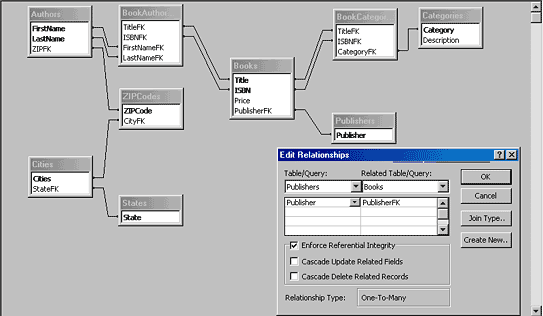 Authors
FirstName
LastName
ZIPFK
BookAuthor
TitleFK
ISBNFK
FirstNameFK
LastNameFK
BookCategor
TitleFK
ISBNFK
CategoryFK
Categories
Category
Description
Books
Title
ISBN
Price
PublisherFK
ZIPCodes
ZIPCode
CityFK
Publishers
Publisher
Cities
Cities
StateFK
States
State
Edit Relationships
Table/Query: Related Table/Query:
Publishers Books
Publisher PublisherFK
Enforce Referential Integrity
Cascade Update Related Fields
Cascade Delete Related Records
Relationship Type: One-To-Many
OK
Cancel
Join Type..
Create New..